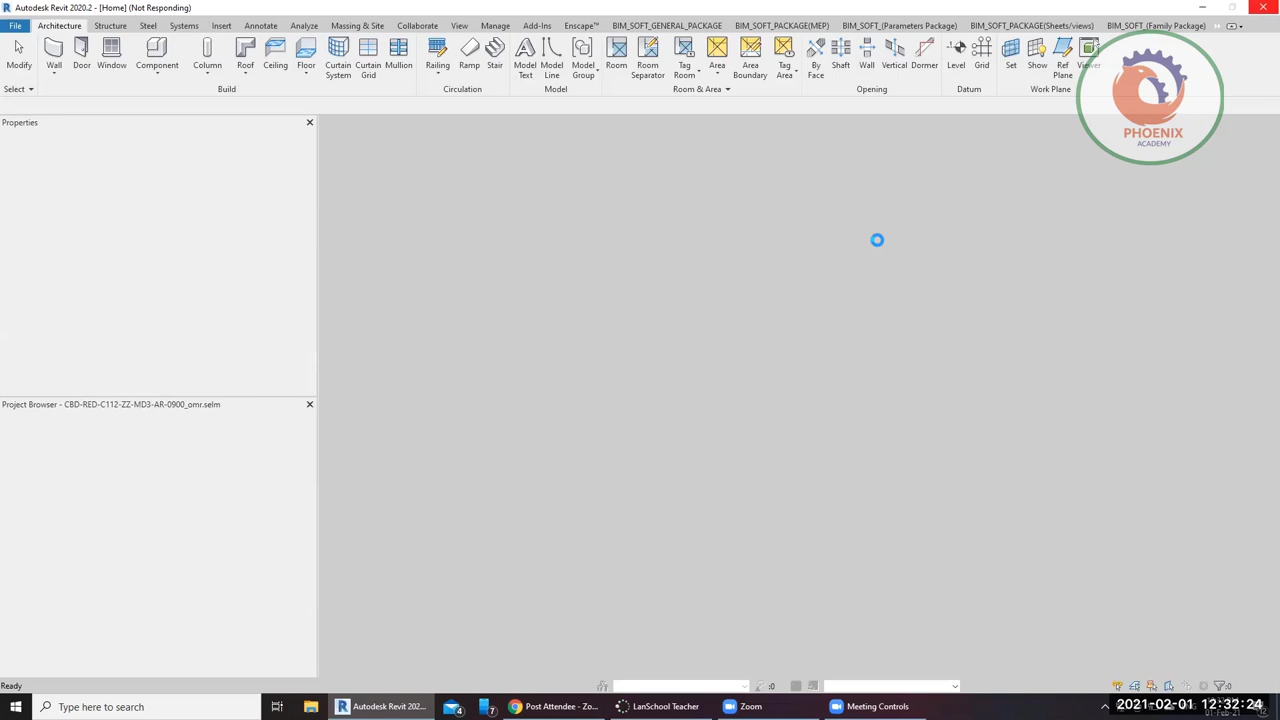 Autodesk Revit 2020.2 - [Home] (Not Responding)
File Architecture Structure Steel Systems Insert Annotate Analyze Massing & Site Collaborate View Manage Add-Ins Enscape™ BIM_SOFT_GENERAL_PACKAGE BIM_SOFT_PACKAGE(MEP) BIM_SOFT_(Parameters Package) BIM_SOFT_PACKAGE(Sheets/views) BIM_SOFT_(Family Package)
Modify Wall Door Window Component Column Roof Ceiling Floor Curtain System Curtain Grid Mullion Railing Ramp Stair Model Text Model Line Model Group Room Room Separator Tag Room Area Area Boundary Tag Area By Face Shaft Wall Vertical Dormer Level Grid Set Show Ref Plane Viewer
Select Build Circulation Model Room & Area Opening Datum Work Plane
PHOENIX
ACADEMY
Properties
Project Browser - CBD-RED-C112-ZZ-MD3-AR-0900_omr.selm
Ready
:0
:0
Type here to search
Autodesk Revit 202...
4
7
Post Attendee - Zo...
LanSchool Teacher
Zoom
Meeting Controls
2021-02-01 12:32:24
01-Feb-21